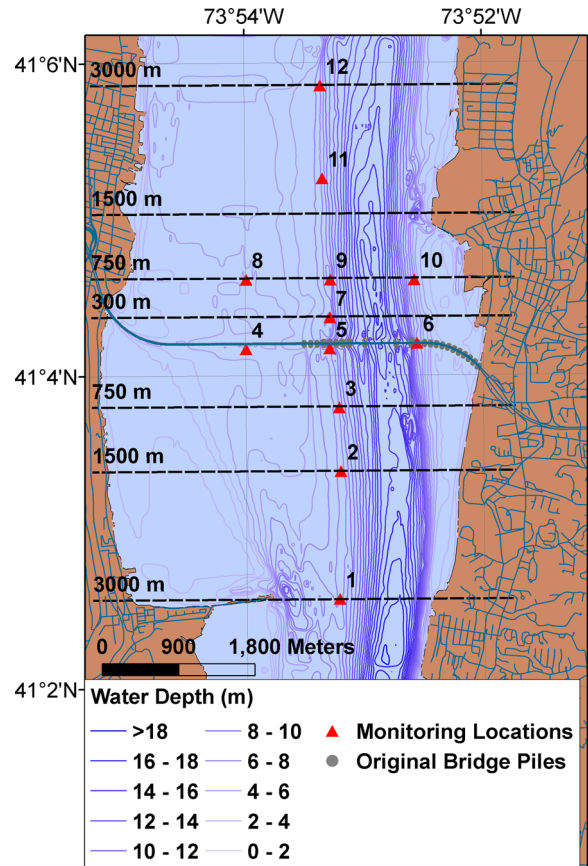 73°54'W 73°52'W
41°6'N
3000 m 12
11
1500 m
750 m 8 9 10
300 m 7
4 5 6
41°4'N
750 m 3
1500 m 2
3000 m 1
0 900 1,800 Meters
41°2'N
Water Depth (m)
>18 8 - 10 Monitoring Locations
16 - 18 6 - 8 Original Bridge Piles
14 - 16 4 - 6
12 - 14 2 - 4
10 - 12 0 - 2